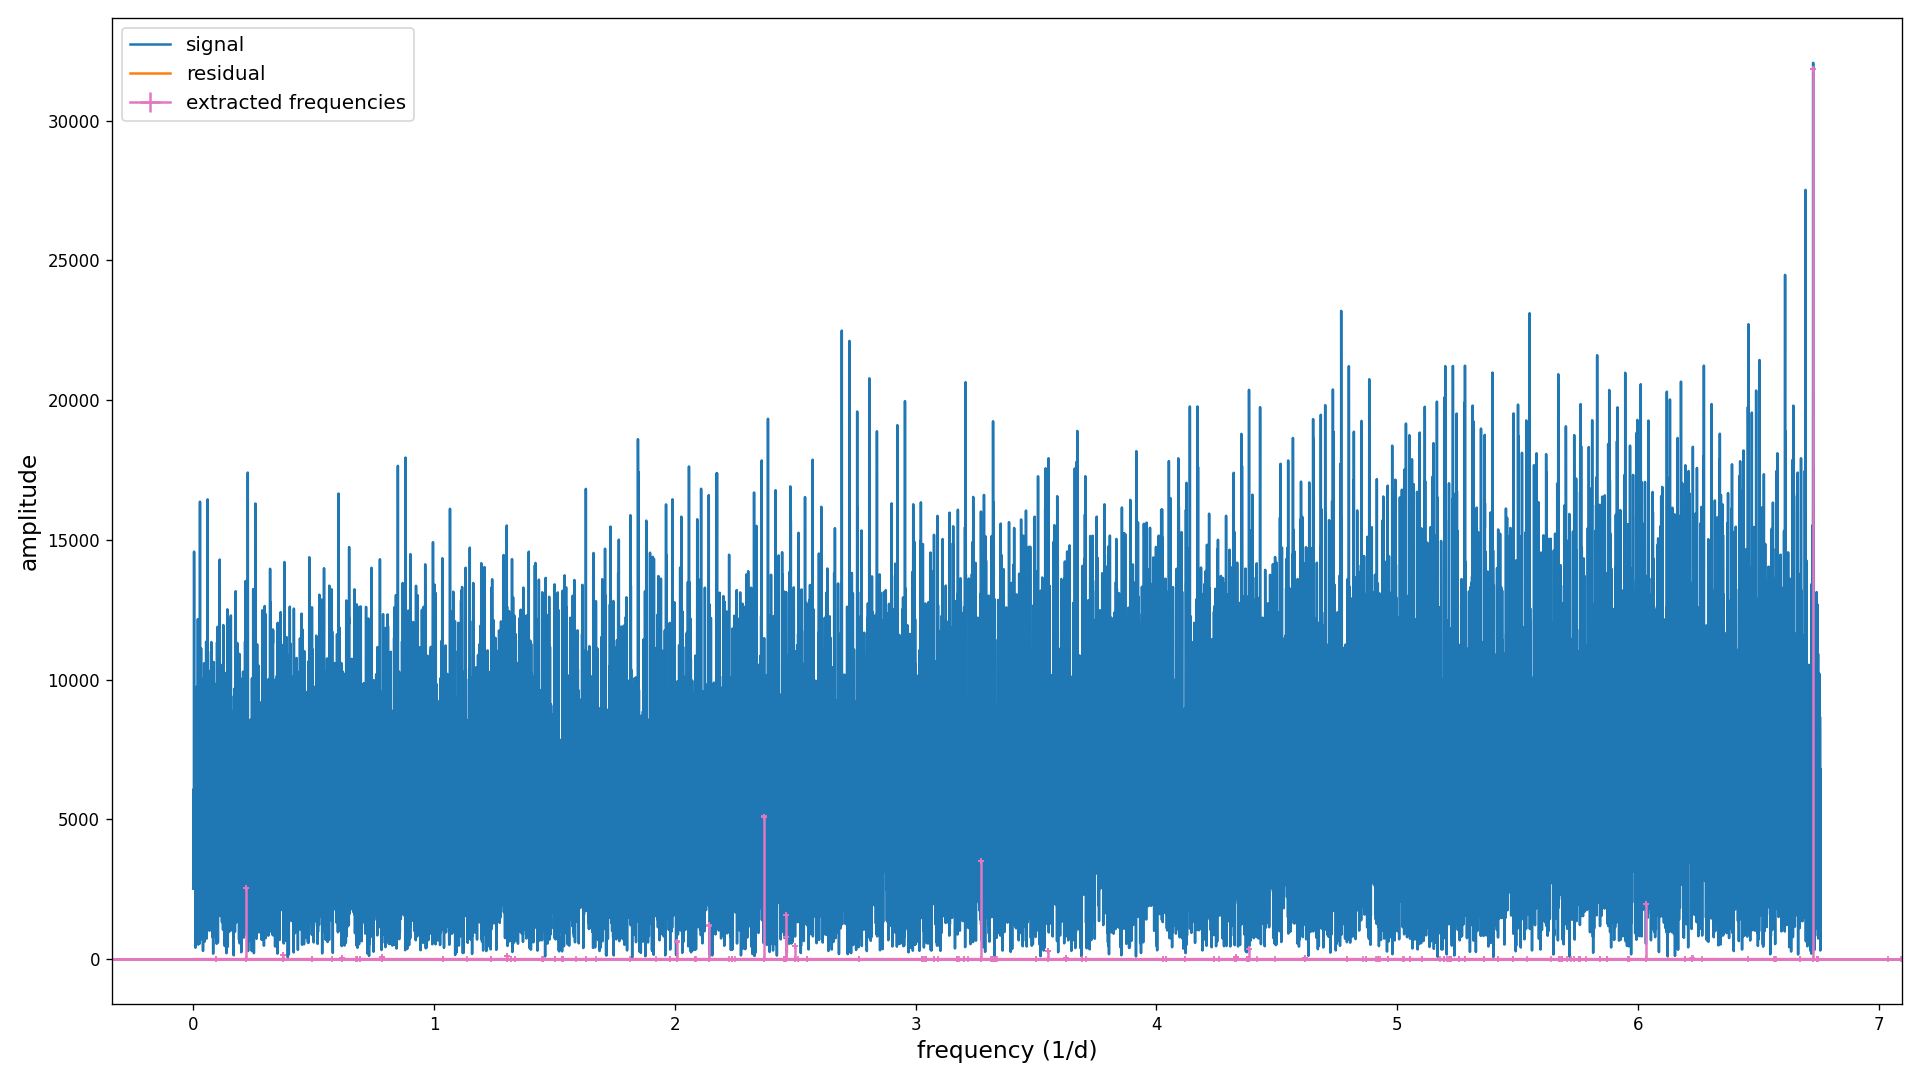 signal
residual
extracted frequencies
30000
25000
20000
15000
10000
5000
0
amplitude
0 1 2 3 4 5 6 7
frequency (1/d)